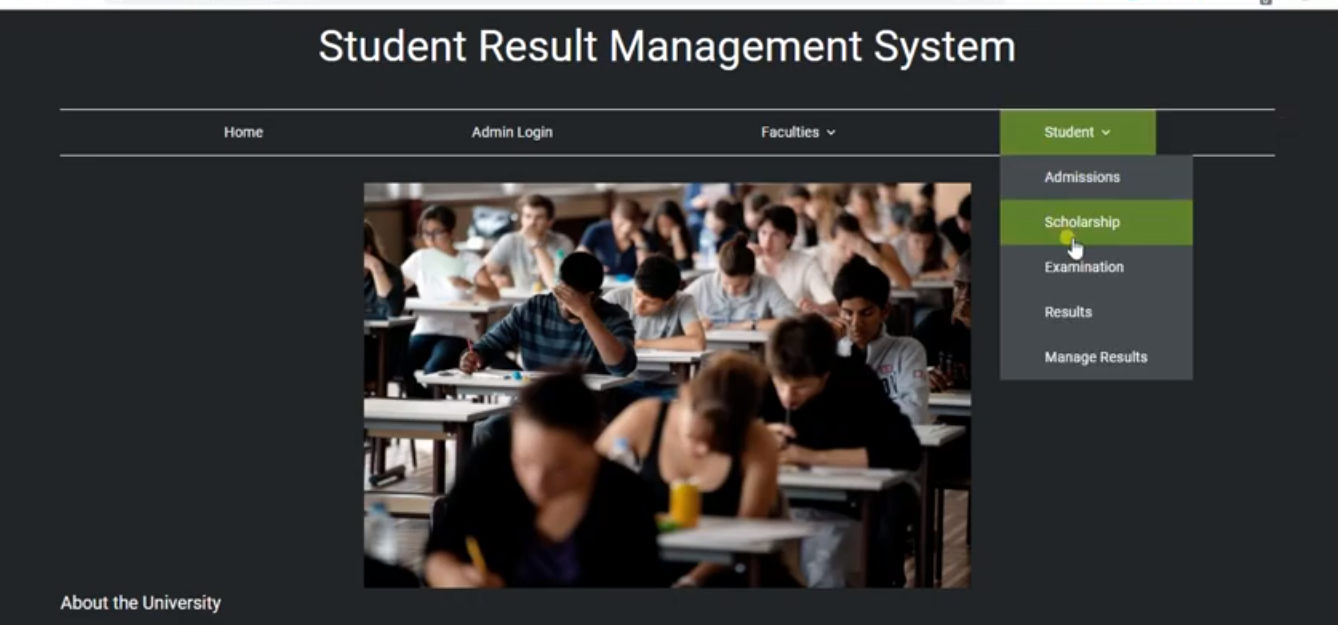 Student Result Management System
Home Admin Login Faculties Student
Admissions
Scholarship
Examination
Results
Manage Results
About the University